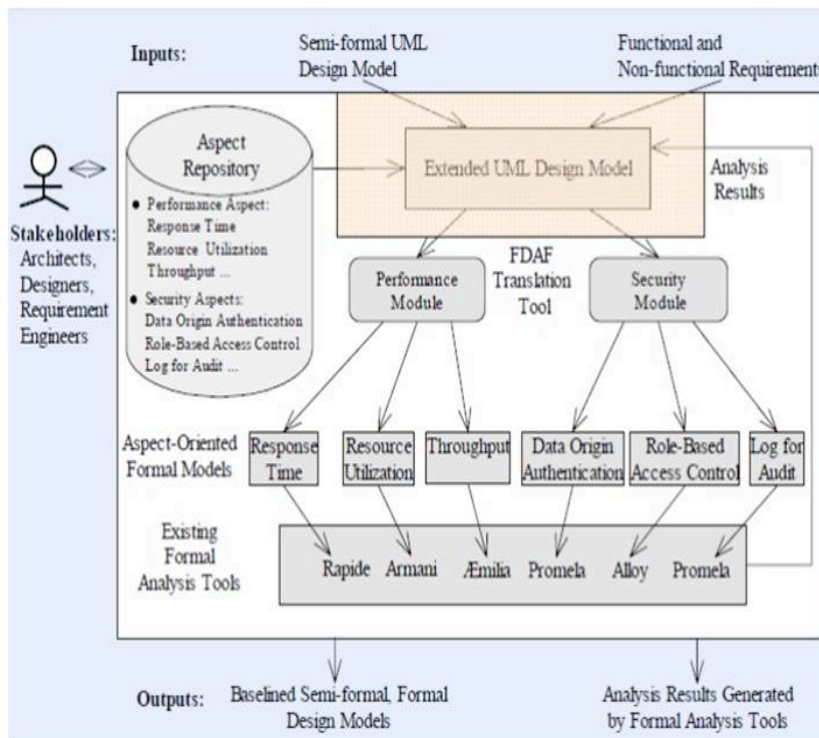 Inputs:
Semi-formal UML
Design Model
Functional and
Non-functional Requirements
Aspect
Repository
● Performance Aspect:
Response Time
Resource Utilization
Throughput ...
● Security Aspects:
Data Origin Authentication
Role-Based Access Control
Log for Audit ...
Extended UML Design Model
Analysis
Results
Stakeholders:
Architects,
Designers,
Requirement
Engineers
Performance
Module
FDAF
Translation
Tool
Security
Module
Aspect-Oriented
Formal Models
Response
Time
Resource
Utilization
Throughput
Data Origin
Authentication
Role-Based
Access Control
Log for
Audit
Existing
Formal
Analysis Tools
Rapide Armani Æmilia Promela Alloy Promela
Outputs:
Baselined Semi-formal, Formal
Design Models
Analysis Results Generated
by Formal Analysis Tools